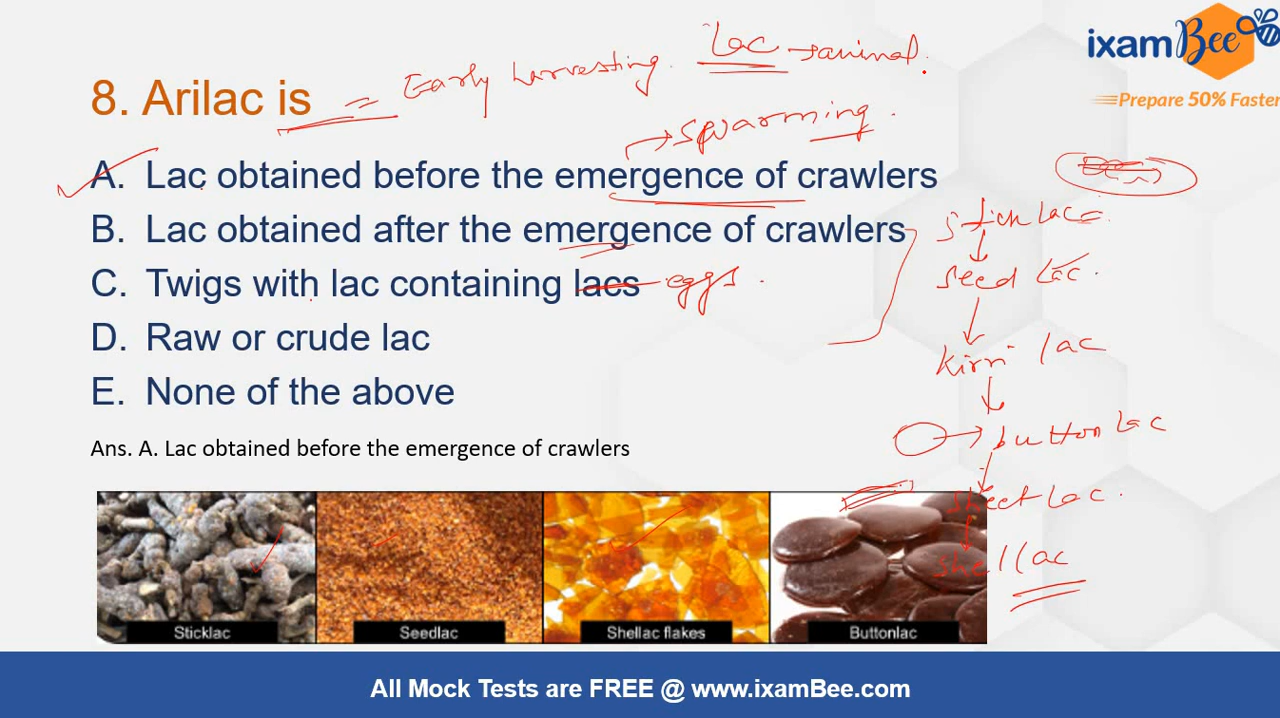 ixamBee
Prepare 50% Faster
8. Arilac is = Early harvesting. Lac → animal.
→ swarming.
A. Lac obtained before the emergence of crawlers
B. Lac obtained after the emergence of crawlers
C. Twigs with lac containing lacs eggs.
D. Raw or crude lac
E. None of the above
Ans. A. Lac obtained before the emergence of crawlers
Stick Lac
Seed Lac.
Kirri lac
button Lac
Sheet Lac.
Shellac
Sticklac
Seedlac
Shellac flakes
Buttonlac
All Mock Tests are FREE @ www.ixamBee.com